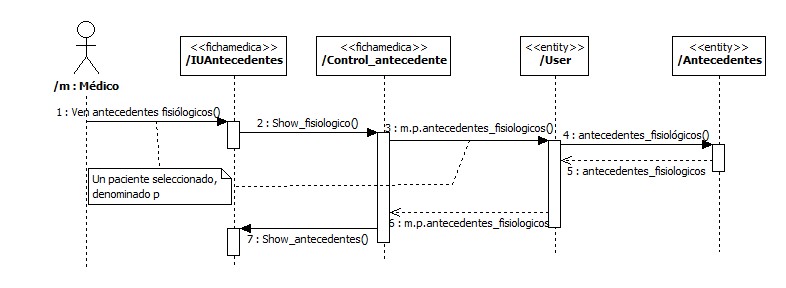 <<fichamedica>>
/IUAntecedentes
<<fichamedica>>
/Control_antecedente
<<entity>>
/User
<<entity>>
/Antecedentes
/m : Médico
1 : Ven antecedentes fisiólogicos()
2 : Show_fisiologico()
3 : m.p.antecedentes_fisiologicos()
4 : antecedentes_fisiológicos()
5 : antecedentes_fisiologicos
Un paciente seleccionado,
denominado p
6 : m.p.antecedentes_fisiologicos
7 : Show_antecedentes()